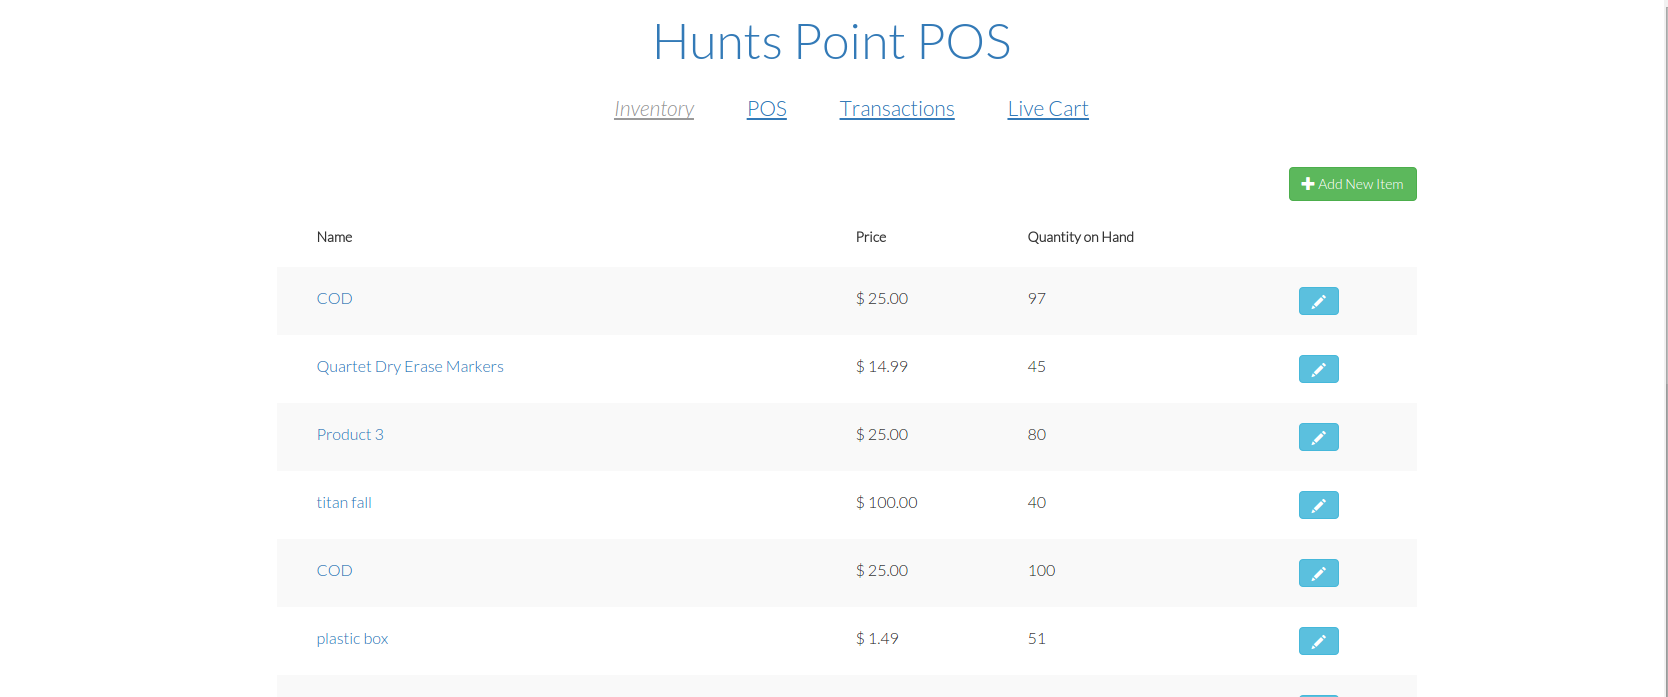 Hunts Point POS
Inventory POS Transactions Live Cart
Add New Item
Name Price Quantity on Hand
COD $ 25.00 97
Quartet Dry Erase Markers $ 14.99 45
Product 3 $ 25.00 80
titan fall $ 100.00 40
COD $ 25.00 100
plastic box $ 1.49 51